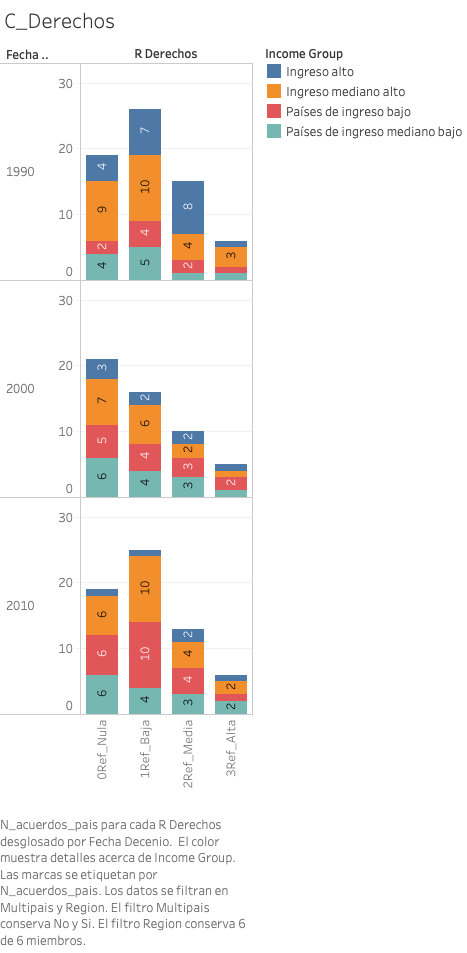 C_Derechos
Fecha ..
R Derechos
Income Group
Ingreso alto
Ingreso mediano alto
Países de ingreso bajo
Países de ingreso mediano bajo
1990
30
20
10
0
4
9
2
4
7
10
4
5
8
4
2
3
2000
30
20
10
0
3
7
5
6
2
6
4
4
2
2
3
3
2
2010
30
20
10
0
6
6
6
10
10
4
2
4
4
3
2
2
0Ref_Nula
1Ref_Baja
2Ref_Media
3Ref_Alta
N_acuerdos_pais para cada R Derechos
desglosado por Fecha Decenio. El color
muestra detalles acerca de Income Group.
Las marcas se etiquetan por
N_acuerdos_pais. Los datos se filtran en
Multipais y Region. El filtro Multipais
conserva No y Si. El filtro Region conserva 6
de 6 miembros.